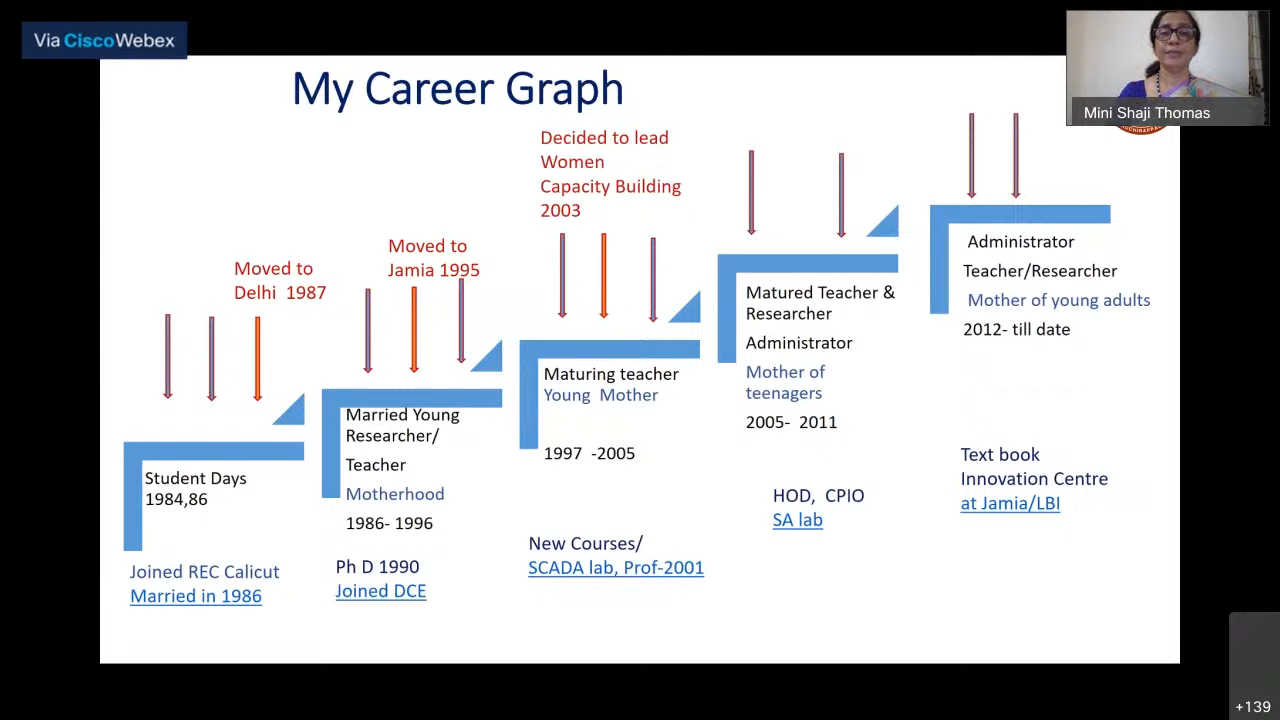 Via CiscoWebex
My Career Graph
Mini Shaji Thomas
Decided to lead
Women
Capacity Building
2003
Moved to
Jamia 1995
Moved to
Delhi 1987
Student Days
1984,86
Joined REC Calicut
Married in 1986
Married Young
Researcher/
Teacher
Motherhood
1986- 1996
Ph D 1990
Joined DCE
Maturing teacher
Young Mother
1997 -2005
New Courses/
SCADA lab, Prof-2001
Matured Teacher &
Researcher
Administrator
Mother of
teenagers
2005- 2011
HOD, CPIO
SA lab
Administrator
Teacher/Researcher
Mother of young adults
2012- till date
Text book
Innovation Centre
at Jamia/LBI
+139